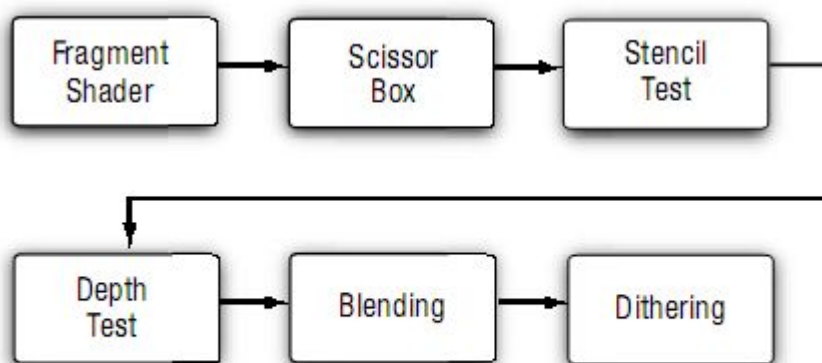 Fragment
Shader
Scissor
Box
Stencil
Test
Depth
Test
Blending
Dithering